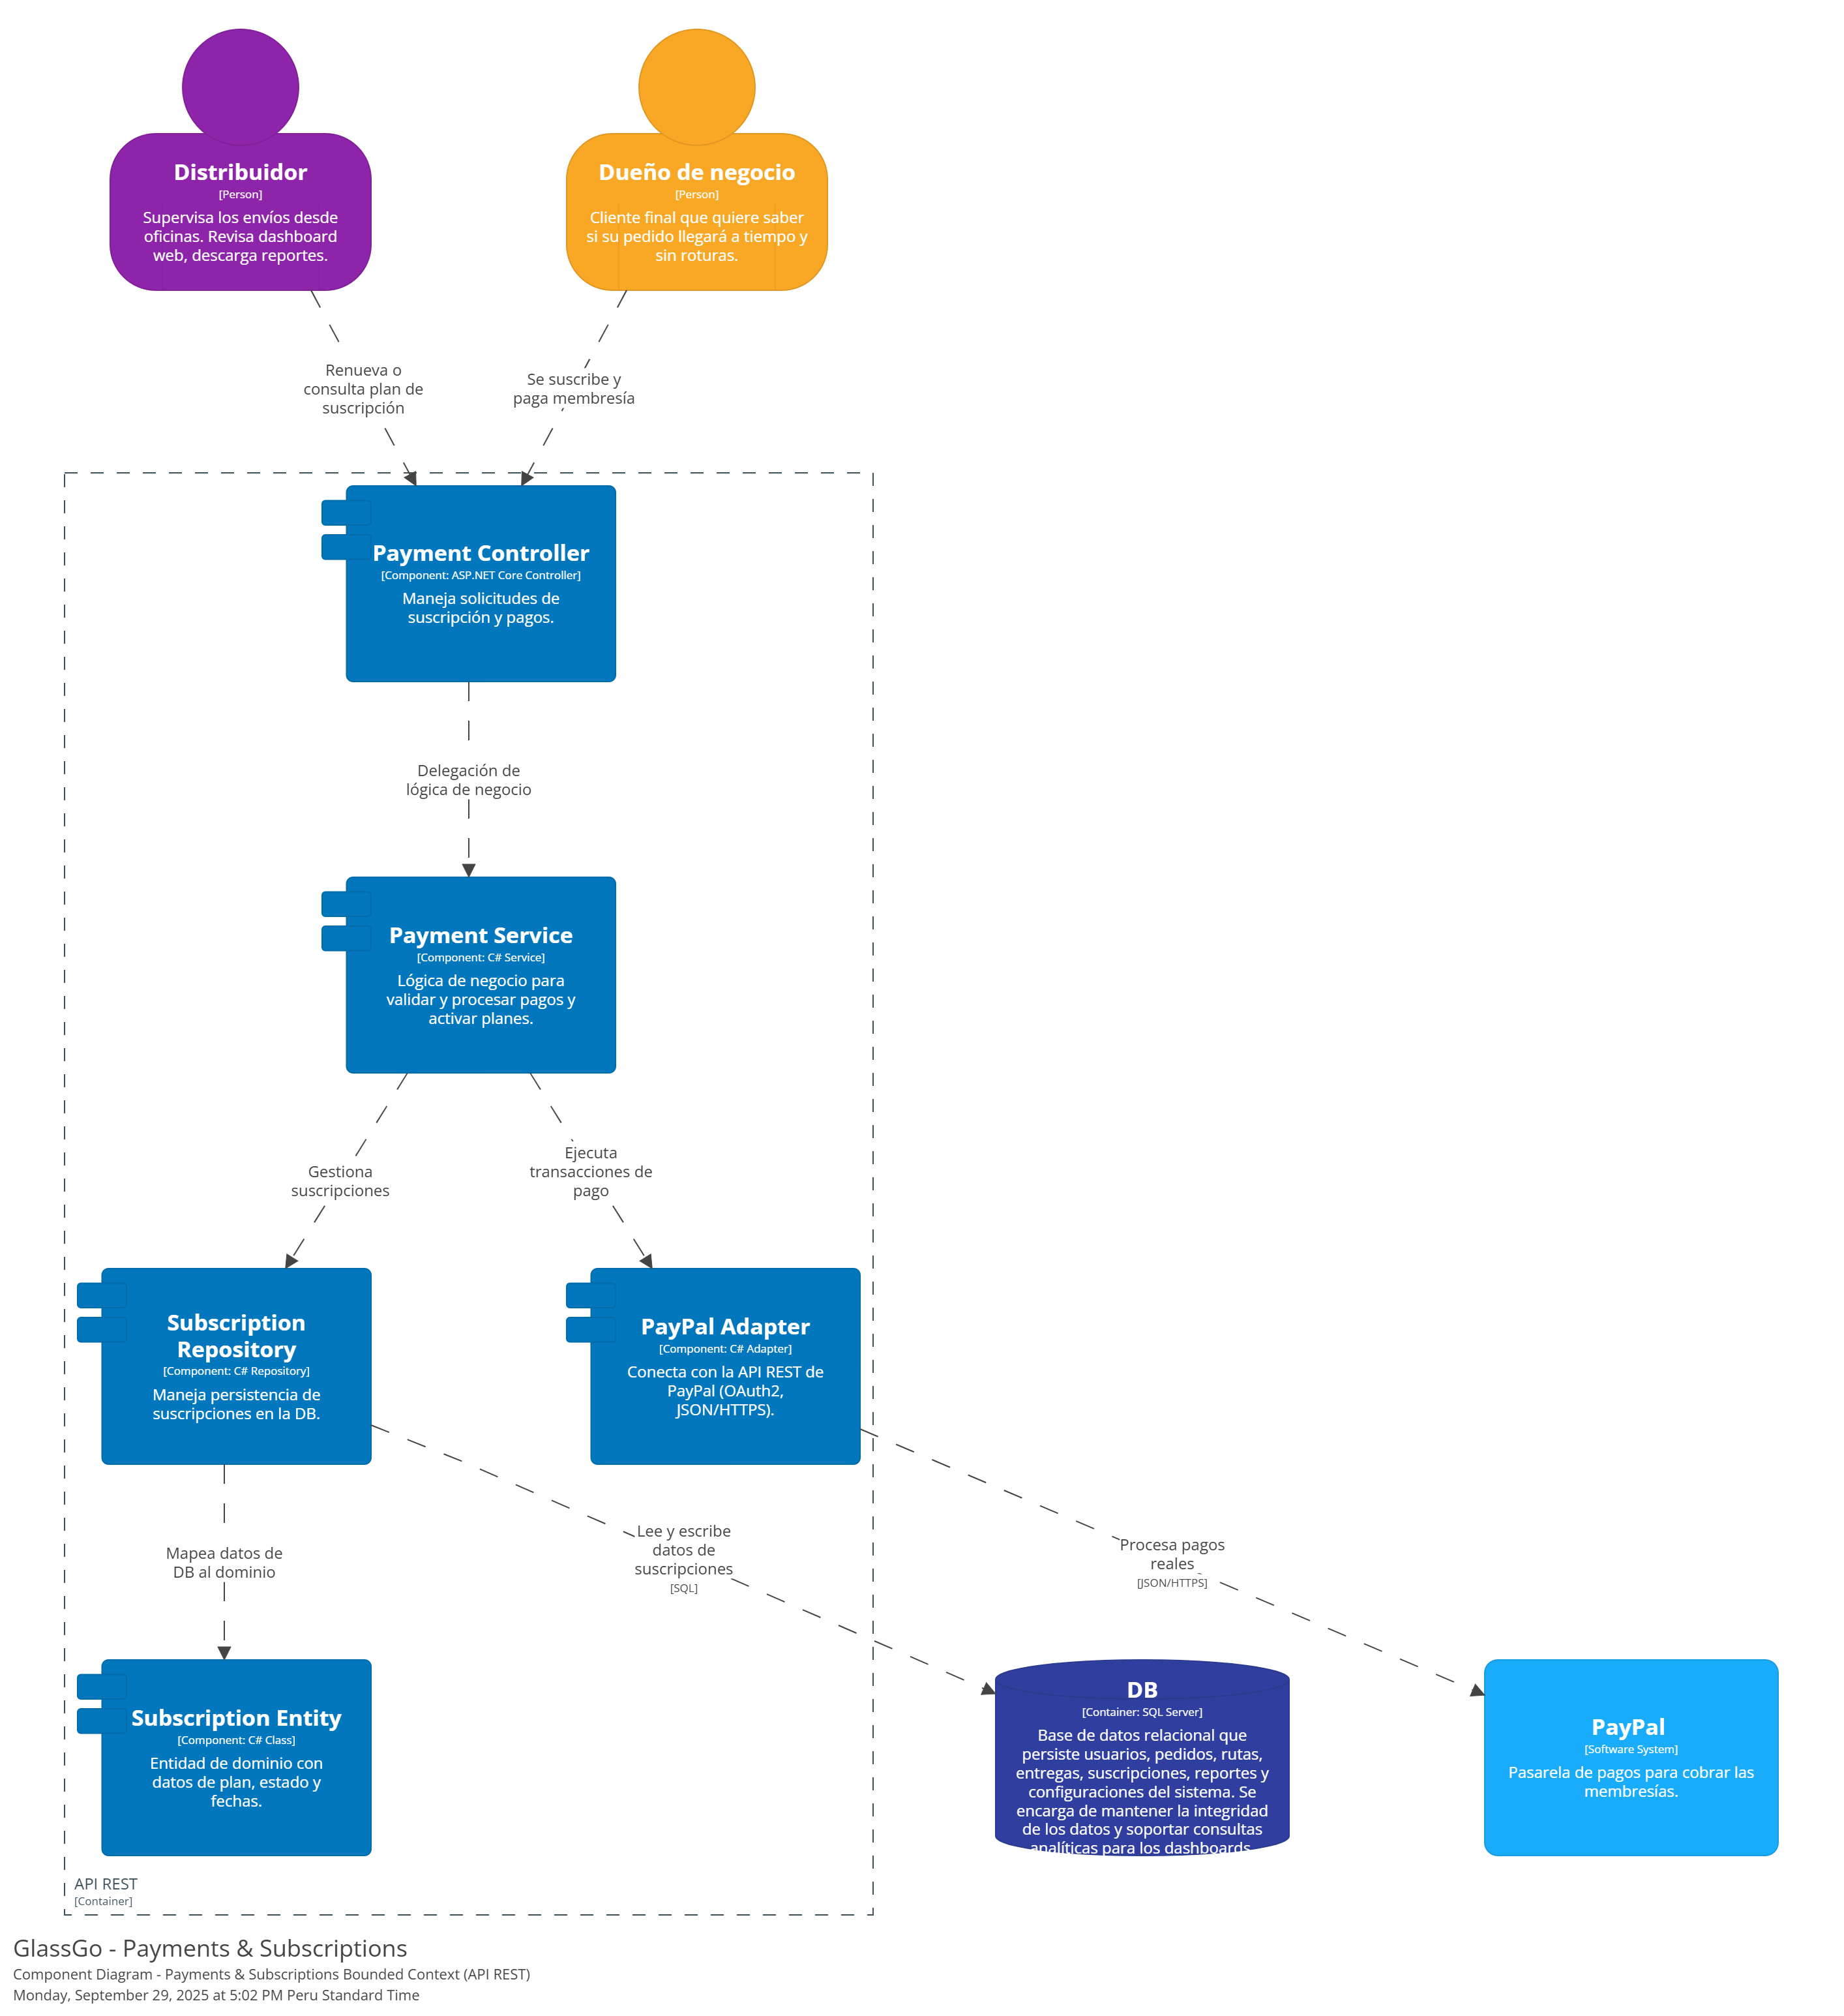 Distribuidor
[Person]
Supervisa los envíos desde
oficinas. Revisa dashboard
web, descarga reportes.
Dueño de negocio
[Person]
Cliente final que quiere saber
si su pedido llegará a tiempo y
sin roturas.
Renueva o
consulta plan de
suscripción
Se suscribe y
paga membresía
Payment Controller
[Component: ASP.NET Core Controller]
Maneja solicitudes de
suscripción y pagos.
Delegación de
lógica de negocio
Payment Service
[Component: C# Service]
Lógica de negocio para
validar y procesar pagos y
activar planes.
Gestiona
suscripciones
Ejecuta
transacciones de
pago
Subscription
Repository
[Component: C# Repository]
Maneja persistencia de
suscripciones en la DB.
PayPal Adapter
[Component: C# Adapter]
Conecta con la API REST de
PayPal (OAuth2,
JSON/HTTPS).
Mapea datos de
DB al dominio
Lee y escribe
datos de
suscripciones
[SQL]
Procesa pagos
reales
[JSON/HTTPS]
Subscription Entity
[Component: C# Class]
Entidad de dominio con
datos de plan, estado y
fechas.
DB
[Container: SQL Server]
Base de datos relacional que
persiste usuarios, pedidos, rutas,
entregas, suscripciones, reportes y
configuraciones del sistema. Se
encarga de mantener la integridad
de los datos y soportar consultas
analíticas para los dashboards.
PayPal
[Software System]
Pasarela de pagos para cobrar las
membresías.
API REST
[Container]
GlassGo - Payments & Subscriptions
Component Diagram - Payments & Subscriptions Bounded Context (API REST)
Monday, September 29, 2025 at 5:02 PM Peru Standard Time